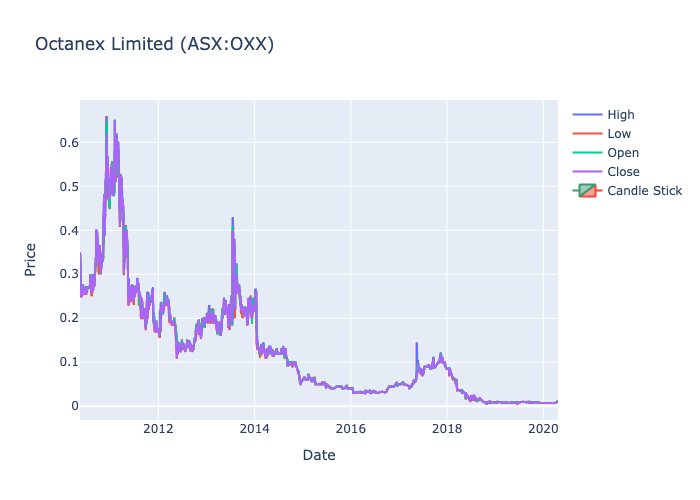 Octanex Limited (ASX:OXX)
High
Low
Open
Close
Candle Stick
Price
0.6
0.5
0.4
0.3
0.2
0.1
0
2012 2014 2016 2018 2020
Date